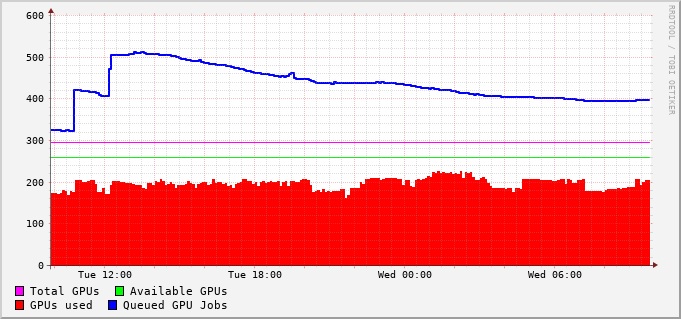 600
500
400
300
200
100
0
Tue 12:00 Tue 18:00 Wed 00:00 Wed 06:00
Total GPUs Available GPUs
GPUs used Queued GPU Jobs
RRDTOOL / TOBI OETIKER